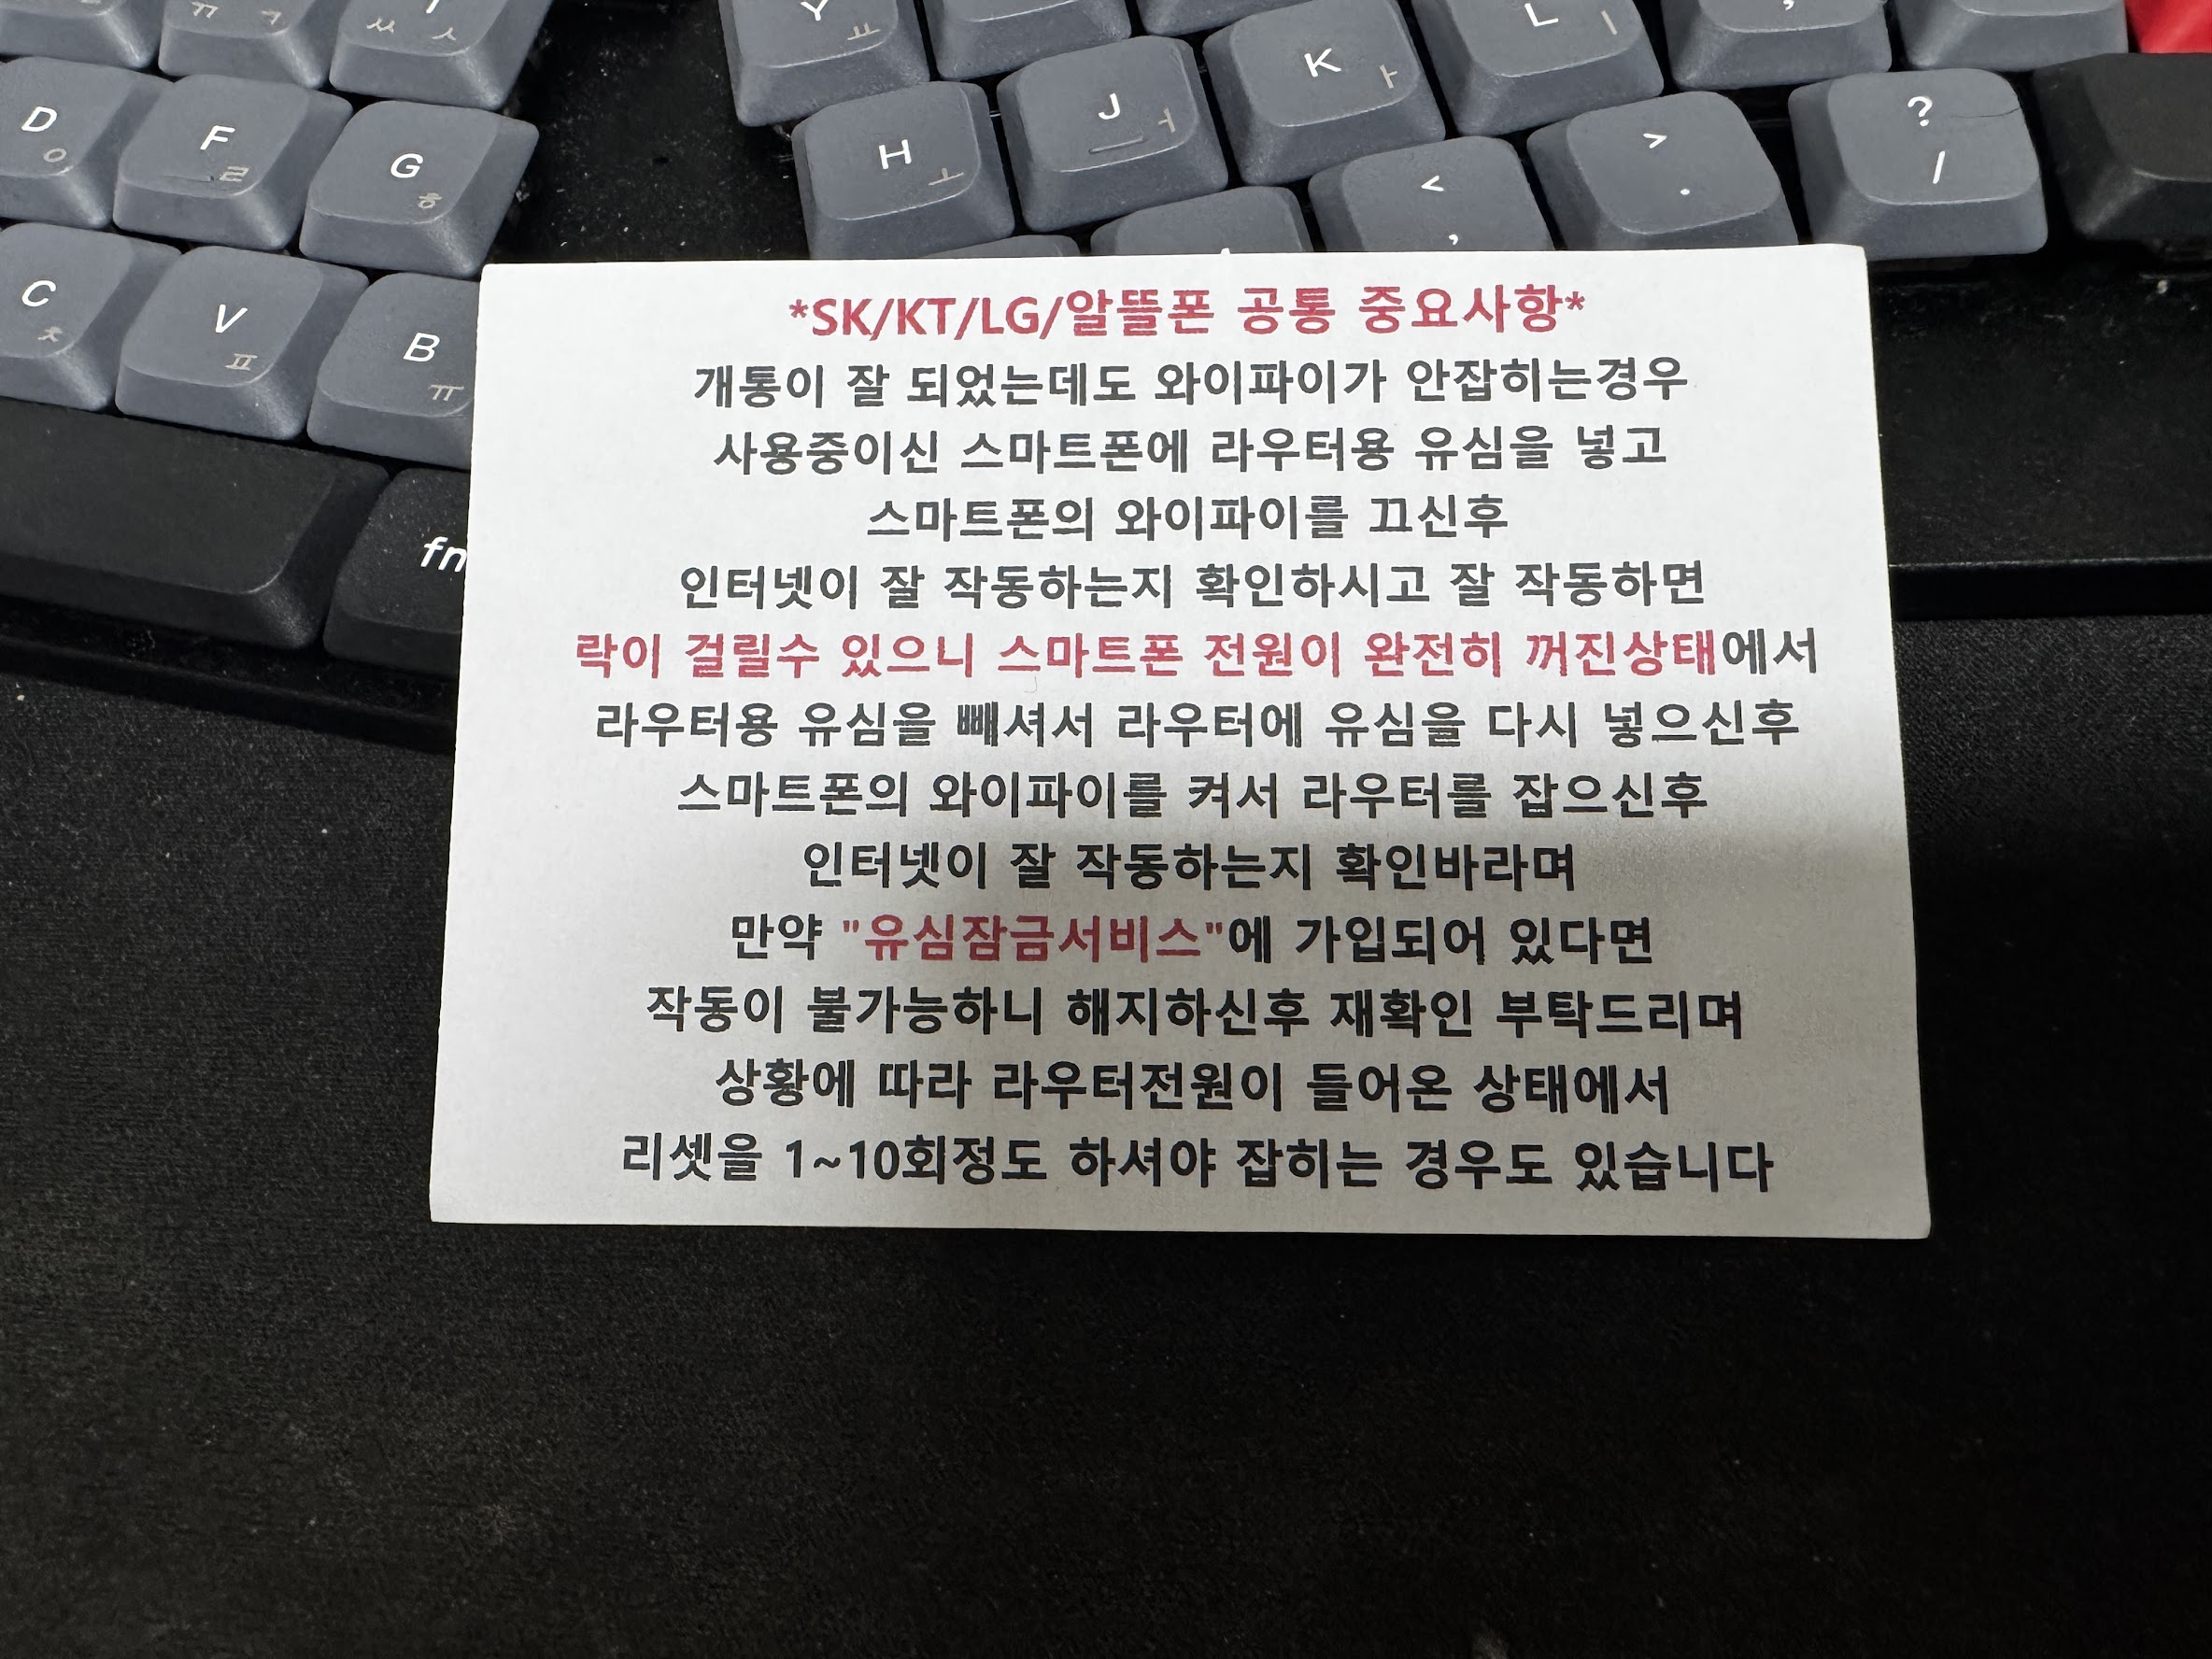 Y ㅛ
ㄲ ㄱ
ㅆ ㅅ
L ㅣ
D ㅇ
F ㄹ
G ㅎ
H ㅗ
J ㅓ
K ㅏ
< ,
> .
? /
C ㅊ
V ㅍ
B ㅠ
fn
*SK/KT/LG/알뜰폰 공통 중요사항*
개통이 잘 되었는데도 와이파이가 안잡히는경우
사용중이신 스마트폰에 라우터용 유심을 넣고
스마트폰의 와이파이를 끄신후
인터넷이 잘 작동하는지 확인하시고 잘 작동하면
락이 걸릴수 있으니 스마트폰 전원이 완전히 꺼진상태에서
라우터용 유심을 빼셔서 라우터에 유심을 다시 넣으신후
스마트폰의 와이파이를 켜서 라우터를 잡으신후
인터넷이 잘 작동하는지 확인바라며
만약 "유심잠금서비스"에 가입되어 있다면
작동이 불가능하니 해지하신후 재확인 부탁드리며
상황에 따라 라우터전원이 들어온 상태에서
리셋을 1~10회정도 하셔야 잡히는 경우도 있습니다